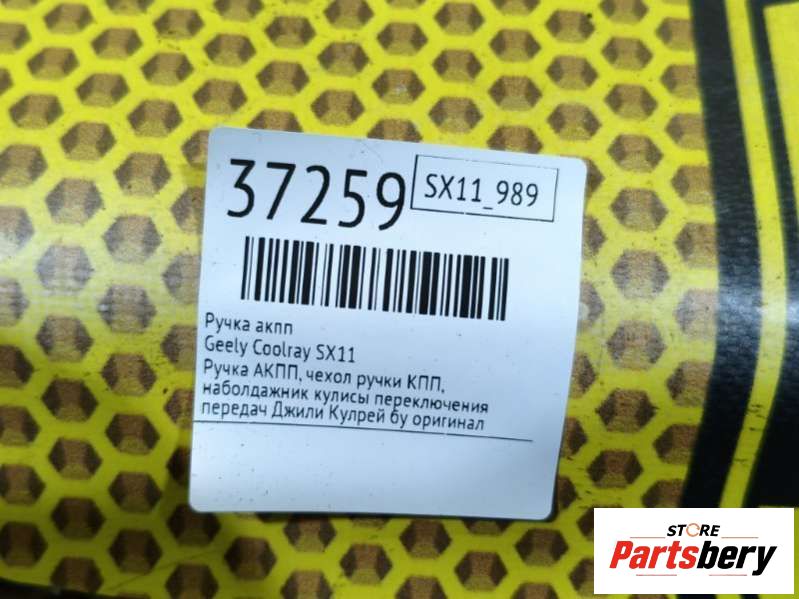 37259
SX11_989
Ручка акпп
Geely Coolray SX11
Ручка АКПП, чехол ручки КПП,
наболдажник кулисы переключения
передач Джили Кулрей бу оригинал
STORE
Partsbery